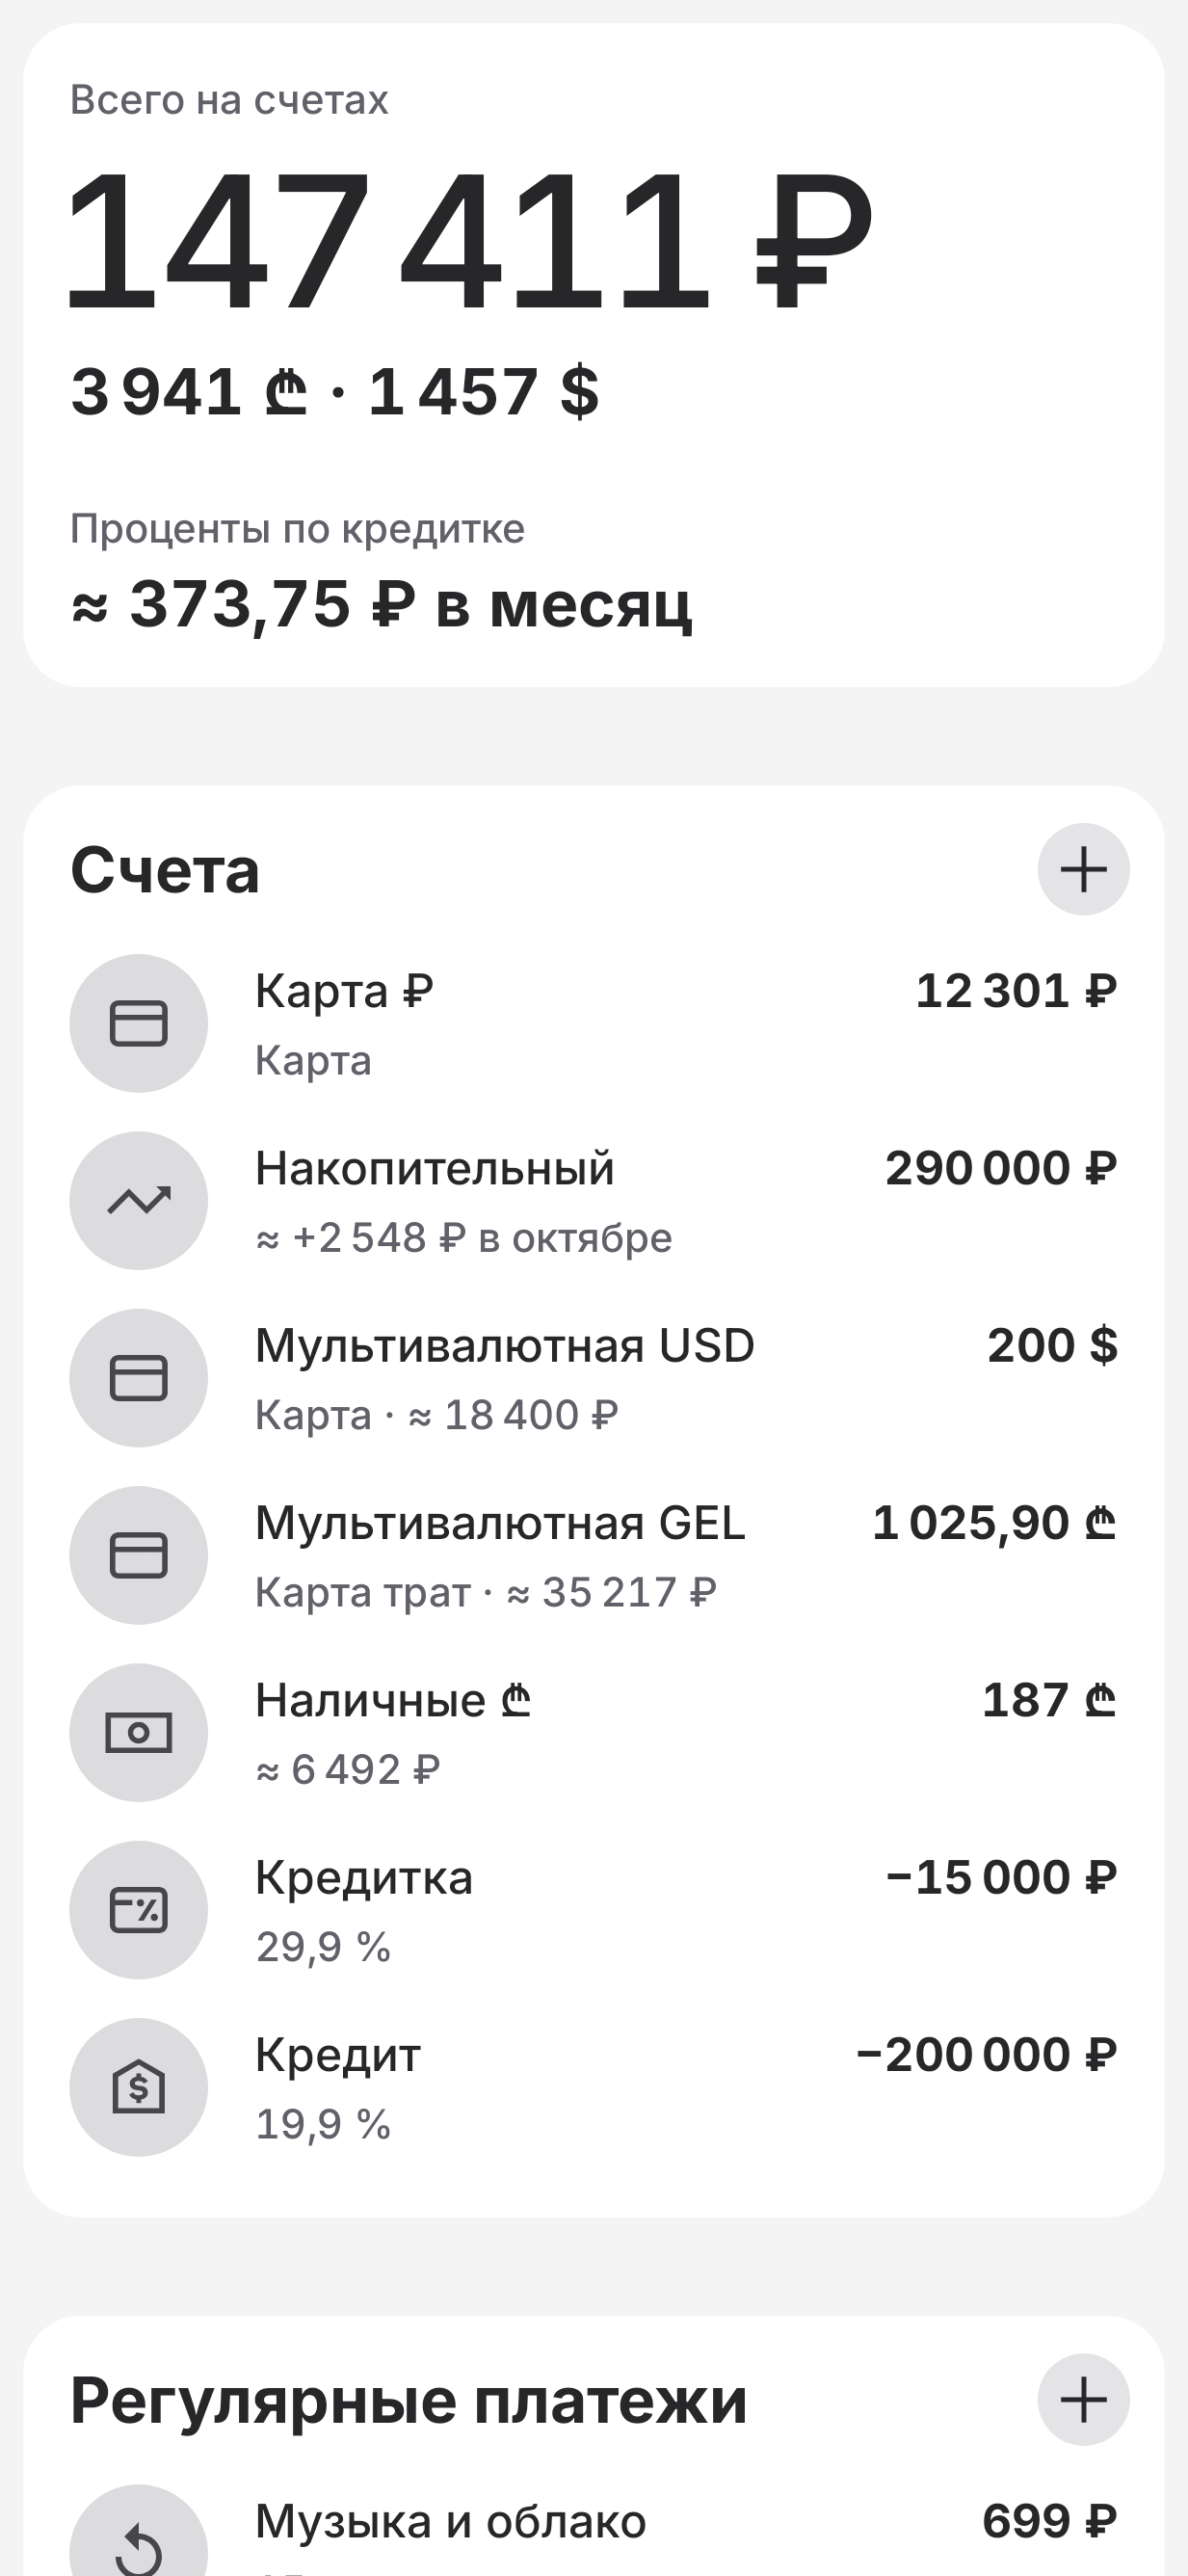 Всего на счетах
147 411 ₽
3 941 ₾ · 1 457 $
Проценты по кредитке
≈ 373,75 ₽ в месяц
Счета
Карта ₽
12 301 ₽
Карта
Накопительный
290 000 ₽
≈ +2 548 ₽ в октябре
Мультивалютная USD
200 $
Карта · ≈ 18 400 ₽
Мультивалютная GEL
1 025,90 ₾
Карта трат · ≈ 35 217 ₽
Наличные ₾
187 ₾
≈ 6 492 ₽
Кредитка
−15 000 ₽
29,9 %
Кредит
−200 000 ₽
19,9 %
Регулярные платежи
Музыка и облако
699 ₽